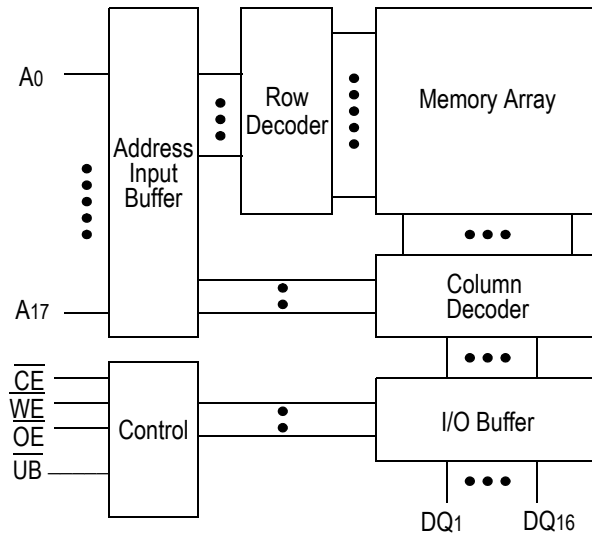 A0
A17
Address
Input
Buffer
Row
Decoder
Memory Array
Column
Decoder
CE
WE
OE
UB
Control
I/O Buffer
DQ1
DQ16